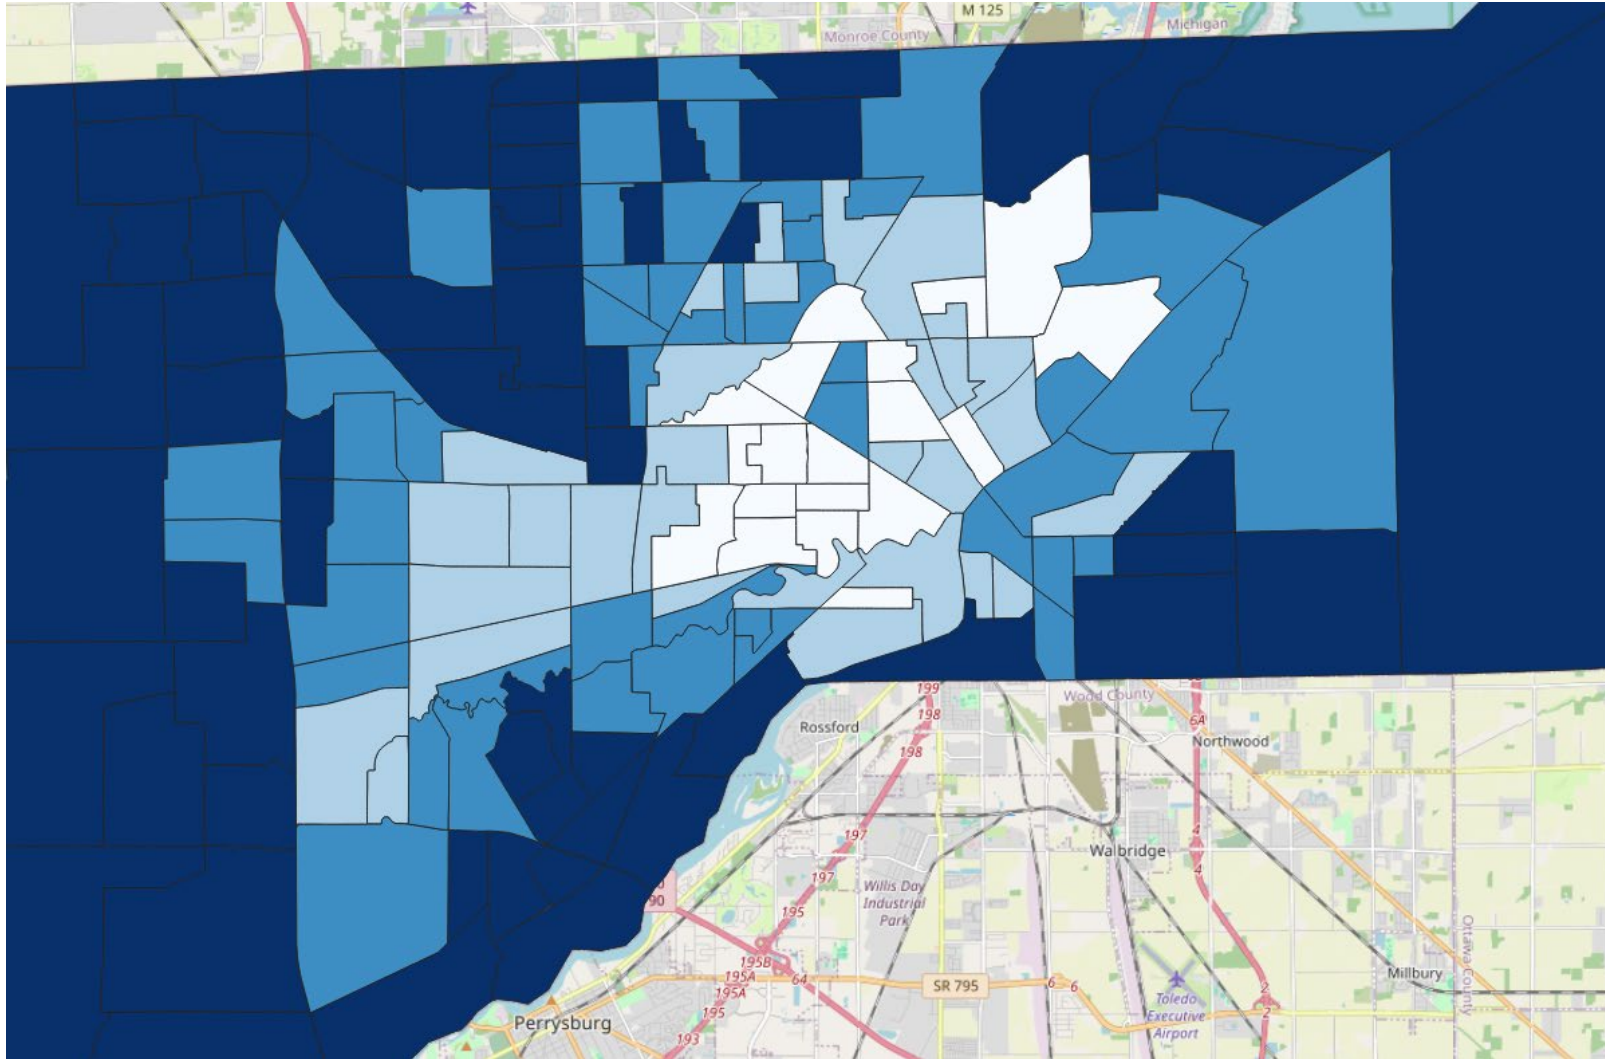 M 125
Michigan
Monroe County
199
Wood County
198
6A
Rossford
Northwood
198
197
4
Walbridge
4
197
Willis Day
Industrial
Park
90
195
Ottawa County
195B
195A
64
Millbury
195A
SR 795
6
6
2
Toledo
Executive
Airport
195
2
Perrysburg
193